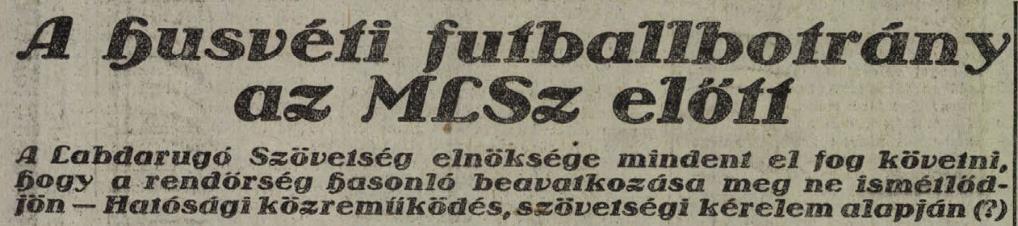 A husvéti futballbotrány
az MLSz előtt
A Labdarugó Szövetség elnöksége mindent el fog követni,
hogy a rendőrség hasonló beavatkozása meg ne ismétlőd-
jön — Hatósági közreműködés, szövetségi kérelem alapján (?)